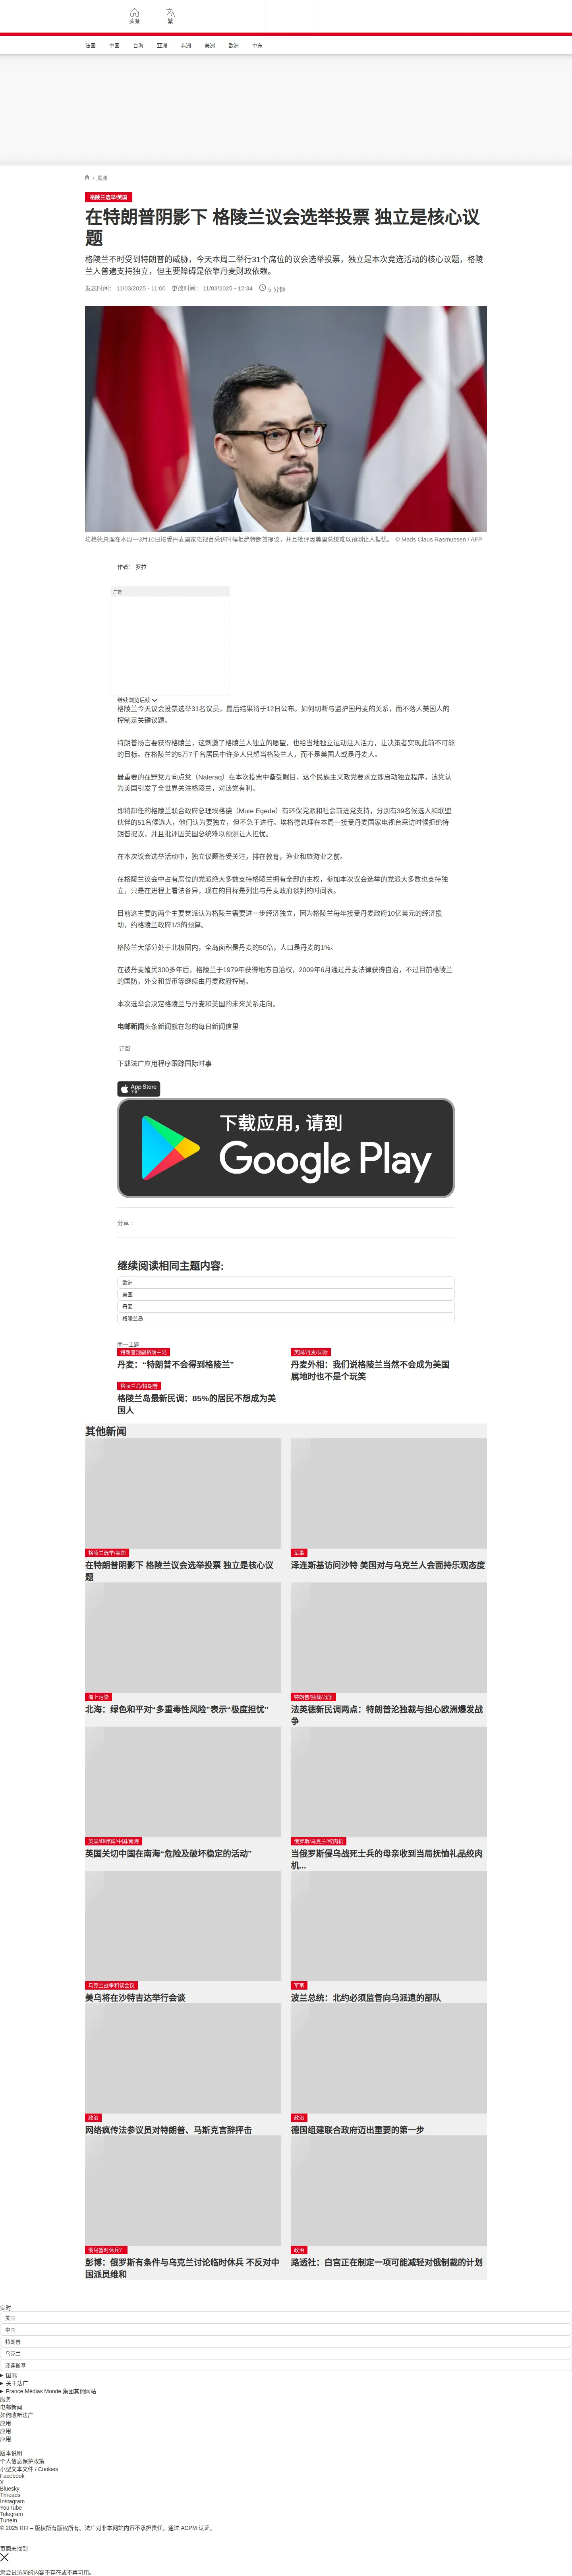 头条
繁
法国 中国 台海 亚洲 非洲 美洲 欧洲 中东
/ 欧洲
格陵兰选举/美国
在特朗普阴影下 格陵兰议会选举投票 独立是核心议
题
格陵兰不时受到特朗普的威胁，今天本周二举行31个席位的议会选举投票，独立是本次竞选活动的核心议题，格陵
兰人普遍支持独立，但主要障碍是依靠丹麦财政依赖。
发表时间： 11/03/2025 - 11:00 更改时间： 11/03/2025 - 12:34 5 分钟
埃格德总理在本周一3月10日接受丹麦国家电视台采访时候拒绝特朗普提议，并且批评因美国总统难以预测让人担忧。 © Mads Claus Rasmussen / AFP
作者： 罗拉
广告
继续浏览后续
格陵兰今天议会投票选举31名议员，最后结果将于12日公布。如何切断与监护国丹麦的关系，而不落人美国人的
控制是关键议题。
特朗普扬言要获得格陵兰，这刺激了格陵兰人独立的愿望，也给当地独立运动注入活力，让决策者实现此前不可能
的目标。在格陵兰的5万7千名居民中许多人只想当格陵兰人，而不是美国人或是丹麦人。
最重要的在野党方向点党（Naleraq）在本次投票中备受瞩目，这个民族主义政党要求立即启动独立程序，该党认
为美国引发了全世界关注格陵兰，对该党有利。
即将卸任的格陵兰联合政府总理埃格德（Mute Egede）有环保党派和社会前进党支持，分别有39名候选人和联盟
伙伴的51名候选人，他们认为要独立，但不急于进行。埃格德总理在本周一接受丹麦国家电视台采访时候拒绝特
朗普提议，并且批评因美国总统难以预测让人担忧。
在本次议会选举活动中，独立议题备受关注，排在教育，渔业和旅游业之前。
在格陵兰议会中占有席位的党派绝大多数支持格陵兰拥有全部的主权，参加本次议会选举的党派大多数也支持独
立，只是在进程上看法各异，现在的目标是列出与丹麦政府谈判的时间表。
目前这主要的两个主要党派认为格陵兰需要进一步经济独立，因为格陵兰每年接受丹麦政府10亿美元的经济援
助，约格陵兰政府1/3的预算。
格陵兰大部分处于北极圈内，全岛面积是丹麦的50倍，人口是丹麦的1%。
在被丹麦殖民300多年后，格陵兰于1979年获得地方自治权，2009年6月通过丹麦法律获得自治，不过目前格陵兰
的国防，外交和货币等继续由丹麦政府控制。
本次选举会决定格陵兰与丹麦和美国的未来关系走向。
电邮新闻头条新闻就在您的每日新闻信里
订阅
下载法广应用程序跟踪国际时事
App Store
下载
下载应用，请到
Google Play
分享 :
继续阅读相同主题内容:
欧洲
美国
丹麦
格陵兰岛
同一主题
特朗普觊觎格陵兰岛
丹麦：“特朗普不会得到格陵兰”
美国/丹麦/国际
丹麦外相：我们说格陵兰当然不会成为美国
属地时也不是个玩笑
格陵兰岛/特朗普
格陵兰岛最新民调：85%的居民不想成为美
国人
其他新闻
格陵兰选举/美国
在特朗普阴影下 格陵兰议会选举投票 独立是核心议
题
军事
泽连斯基访问沙特 美国对与乌克兰人会面持乐观态度
海上污染
北海：绿色和平对“多重毒性风险”表示“极度担忧”
特朗普/独裁/战争
法英德新民调两点：特朗普沦独裁与担心欧洲爆发战
争
英国/菲律宾/中国/南海
英国关切中国在南海“危险及破坏稳定的活动”
俄罗斯/乌克兰/绞肉机
当俄罗斯侵乌战死士兵的母亲收到当局抚恤礼品绞肉
机...
乌克兰战争和谈会议
美乌将在沙特吉达举行会谈
军事
波兰总统：北约必须监督向乌派遣的部队
政治
网络疯传法参议员对特朗普、马斯克言辞抨击
政治
德国组建联合政府迈出重要的第一步
俄乌暂时休兵?
彭博：俄罗斯有条件与乌克兰讨论临时休兵 不反对中
国派员维和
政治
路透社：白宫正在制定一项可能减轻对俄制裁的计划
实时
美国
中国
特朗普
乌克兰
泽连斯基
国际
关于法广
France Médias Monde 集团其他网站
服务
电邮新闻
如何收听法广
应用
应用
应用
版本说明
个人信息保护政策
小型文本文件 / Cookies
Facebook
X
Bluesky
Threads
Instagram
YouTube
Telegram
TuneIn
© 2025 RFI – 版权所有版权所有。法广对非本网站内容不承担责任。通过 ACPM 认证。
页面未找到
您尝试访问的内容不存在或不再可用。